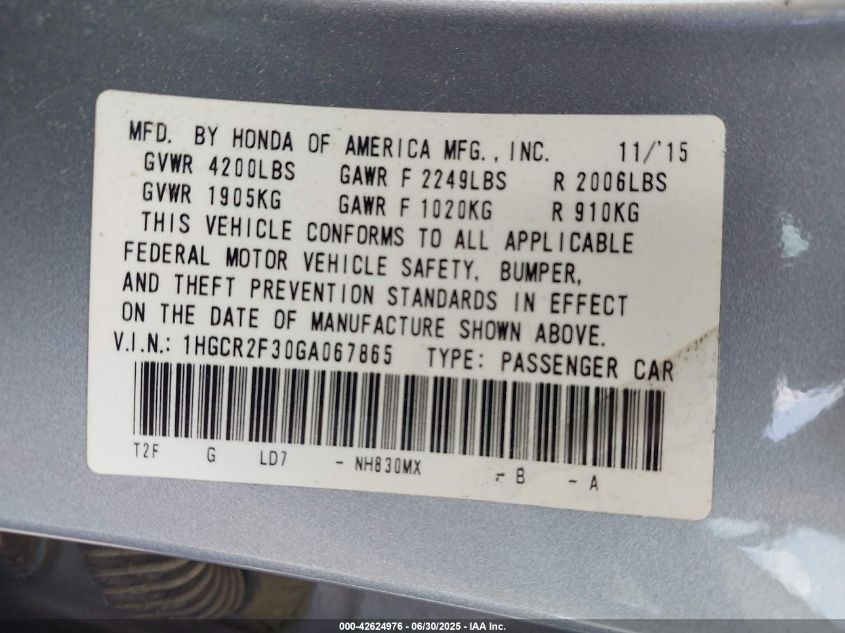 MFD. BY HONDA OF AMERICA MFG., INC. 11/'15
GVWR 4200LBS GAWR F 2249LBS R 2006LBS
GVWR 1905KG GAWR F 1020KG R 910KG
THIS VEHICLE CONFORMS TO ALL APPLICABLE
FEDERAL MOTOR VEHICLE SAFETY, BUMPER,
AND THEFT PREVENTION STANDARDS IN EFFECT
ON THE DATE OF MANUFACTURE SHOWN ABOVE.
V.I.N.: 1HGCR2F30GA067865 TYPE: PASSENGER CAR
T2F G LD7 - NH830MX - B - A
000-42624976 - 06/30/2025 - IAA Inc.